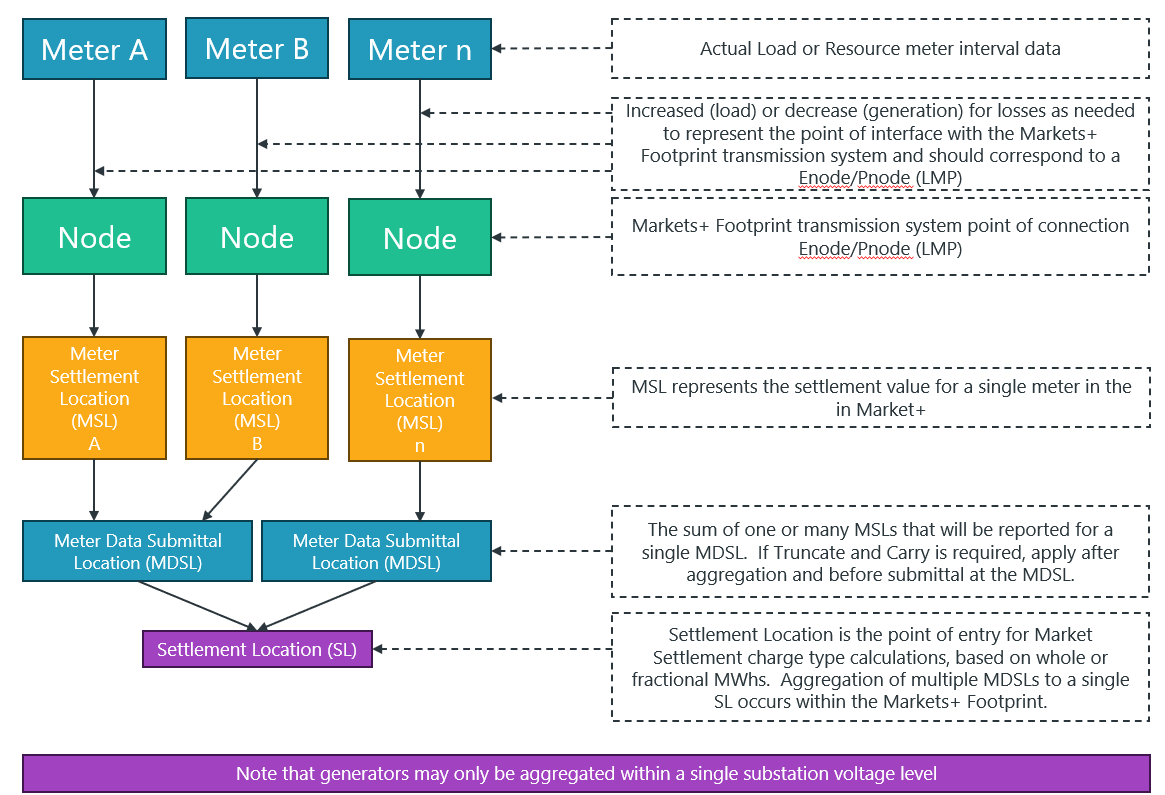 Meter A
Meter B
Meter n
Actual Load or Resource meter interval data
Increased (load) or decrease (generation) for losses as needed
to represent the point of interface with the Markets+
Footprint transmission system and should correspond to a
Enode/Pnode (LMP)
Node
Node
Node
Markets+ Footprint transmission system point of connection
Enode/Pnode (LMP)
Meter
Settlement
Location
(MSL)
A
Meter
Settlement
Location
(MSL)
B
Meter
Settlement
Location
(MSL)
n
MSL represents the settlement value for a single meter in the
in Market+
Meter Data Submittal
Location (MDSL)
Meter Data Submittal
Location (MDSL)
The sum of one or many MSLs that will be reported for a
single MDSL.  If Truncate and Carry is required, apply after
aggregation and before submittal at the MDSL.
Settlement Location (SL)
Settlement Location is the point of entry for Market
Settlement charge type calculations, based on whole or
fractional MWhs.  Aggregation of multiple MDSLs to a single
SL occurs within the Markets+ Footprint.
Note that generators may only be aggregated within a single substation voltage level